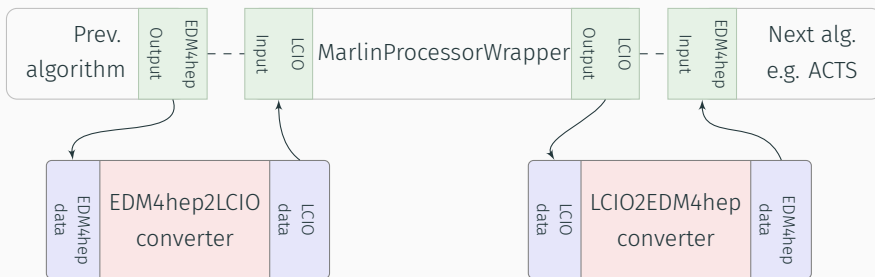 Prev.
algorithm
EDM4hep
Output
LCIO
Input
MarlinProcessorWrapper
LCIO
Output
EDM4hep
Input
Next alg.
e.g. ACTS
EDM4hep
data
EDM4hep2LCIO
converter
LCIO
data
LCIO
data
LCIO2EDM4hep
converter
EDM4hep
data